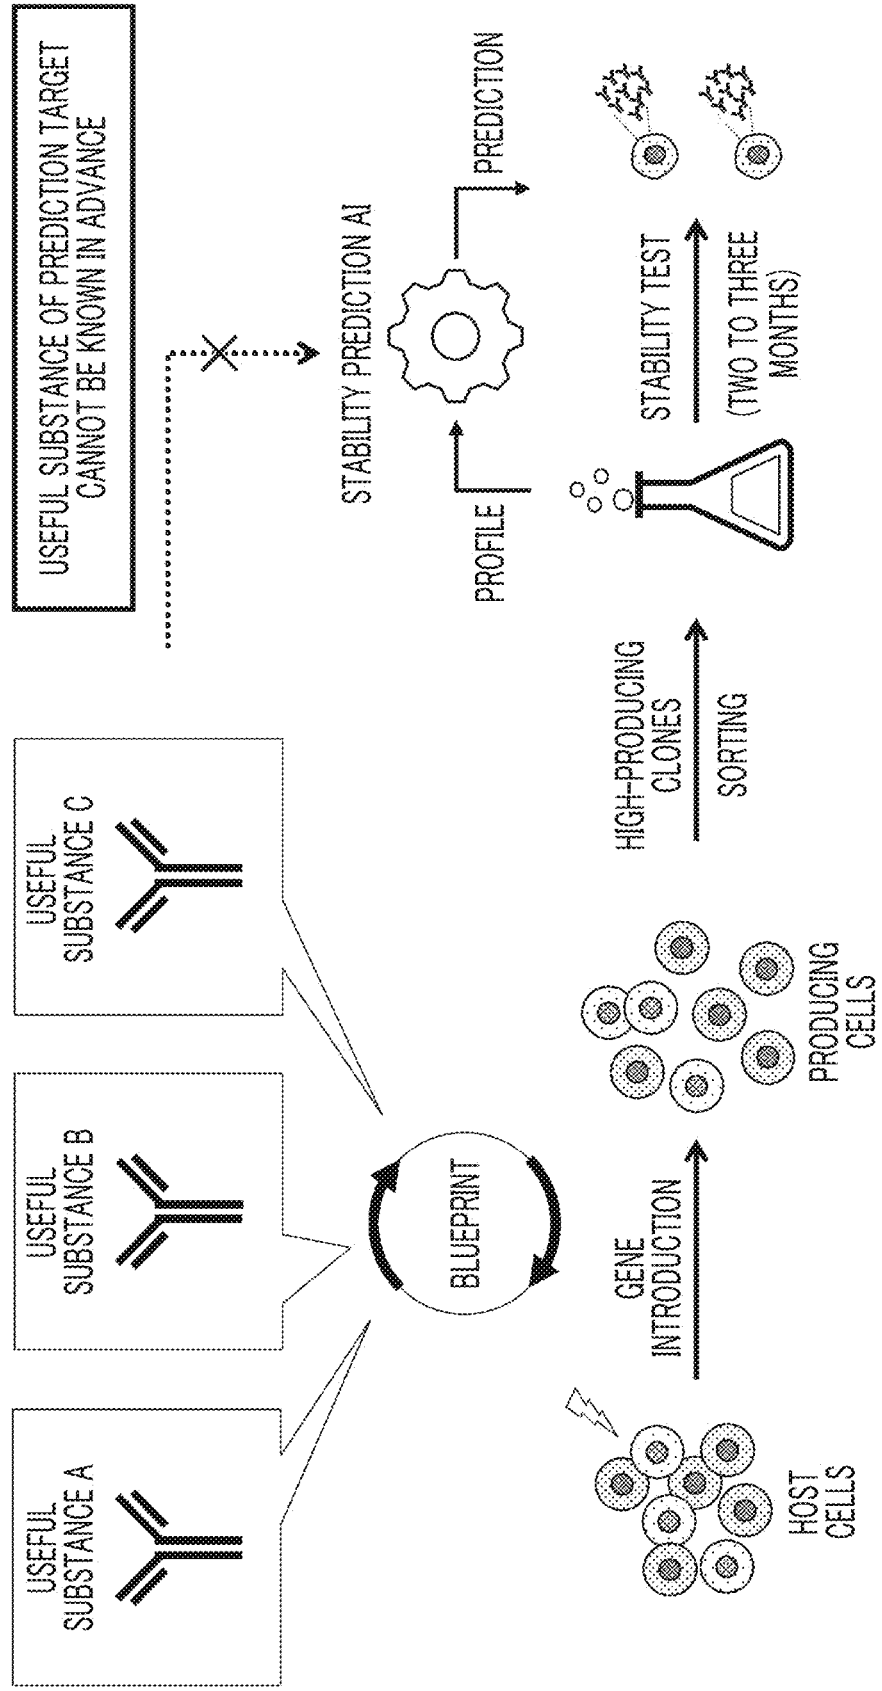 USEFUL
SUBSTANCE A
USEFUL
SUBSTANCE B
USEFUL
SUBSTANCE C
USEFUL SUBSTANCE OF PREDICTION TARGET
CANNOT BE KNOWN IN ADVANCE
BLUEPRINT
STABILITY PREDICTION AI
PROFILE
PREDICTION
HOST
CELLS
GENE
INTRODUCTION
PRODUCING
CELLS
HIGH-PRODUCING
CLONES
SORTING
STABILITY TEST
(TWO TO THREE
MONTHS)